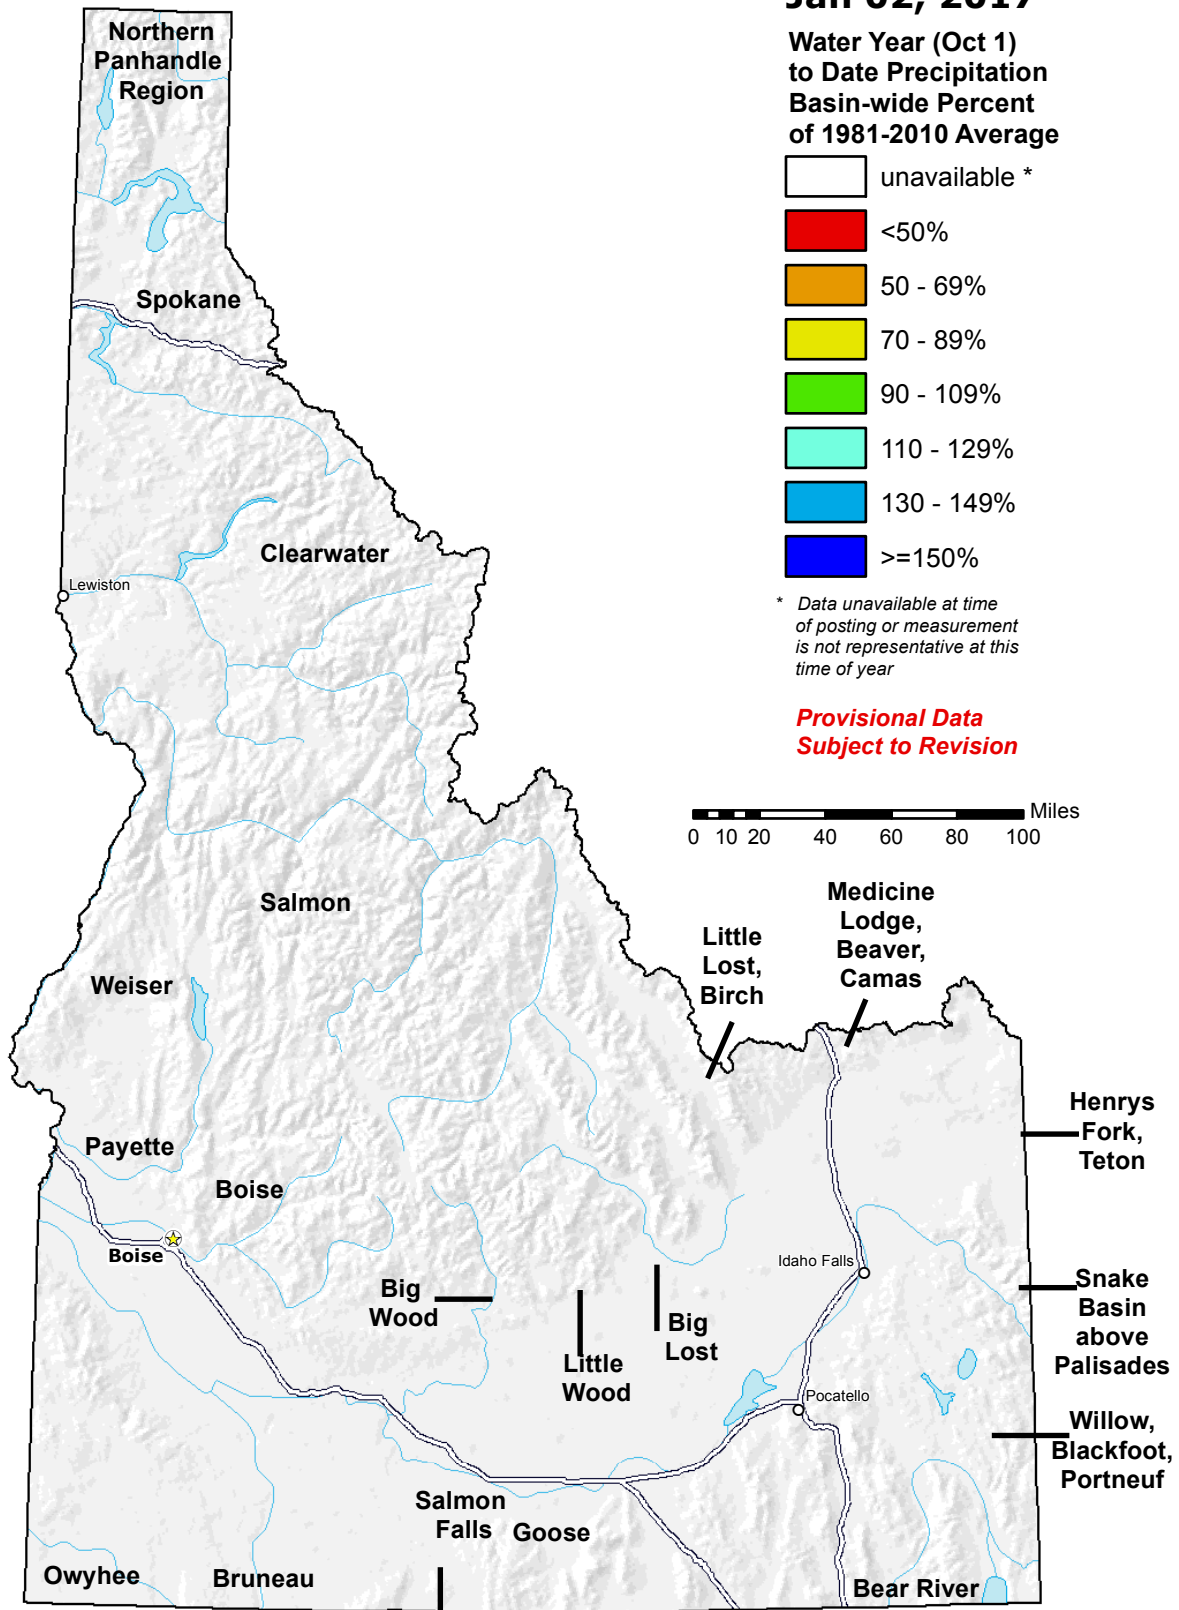 Jan 02, 2017
Water Year (Oct 1)
to Date Precipitation
Basin-wide Percent
of 1981-2010 Average
unavailable *
<50%
50 - 69%
70 - 89%
90 - 109%
110 - 129%
130 - 149%
>=150%
* Data unavailable at time
of posting or measurement
is not representative at this
time of year
Provisional Data
Subject to Revision
Miles
0 10 20 40 60 80 100
Northern
Panhandle
Region
Spokane
Clearwater
Lewiston
Salmon
Weiser
Little
Lost,
Birch
Medicine
Lodge,
Beaver,
Camas
Henrys
Fork,
Teton
Payette
Boise
Boise
Idaho Falls
Big
Wood
Little
Wood
Big
Lost
Snake
Basin
above
Palisades
Pocatello
Willow,
Blackfoot,
Portneuf
Salmon
Falls
Goose
Owyhee
Bruneau
Bear River